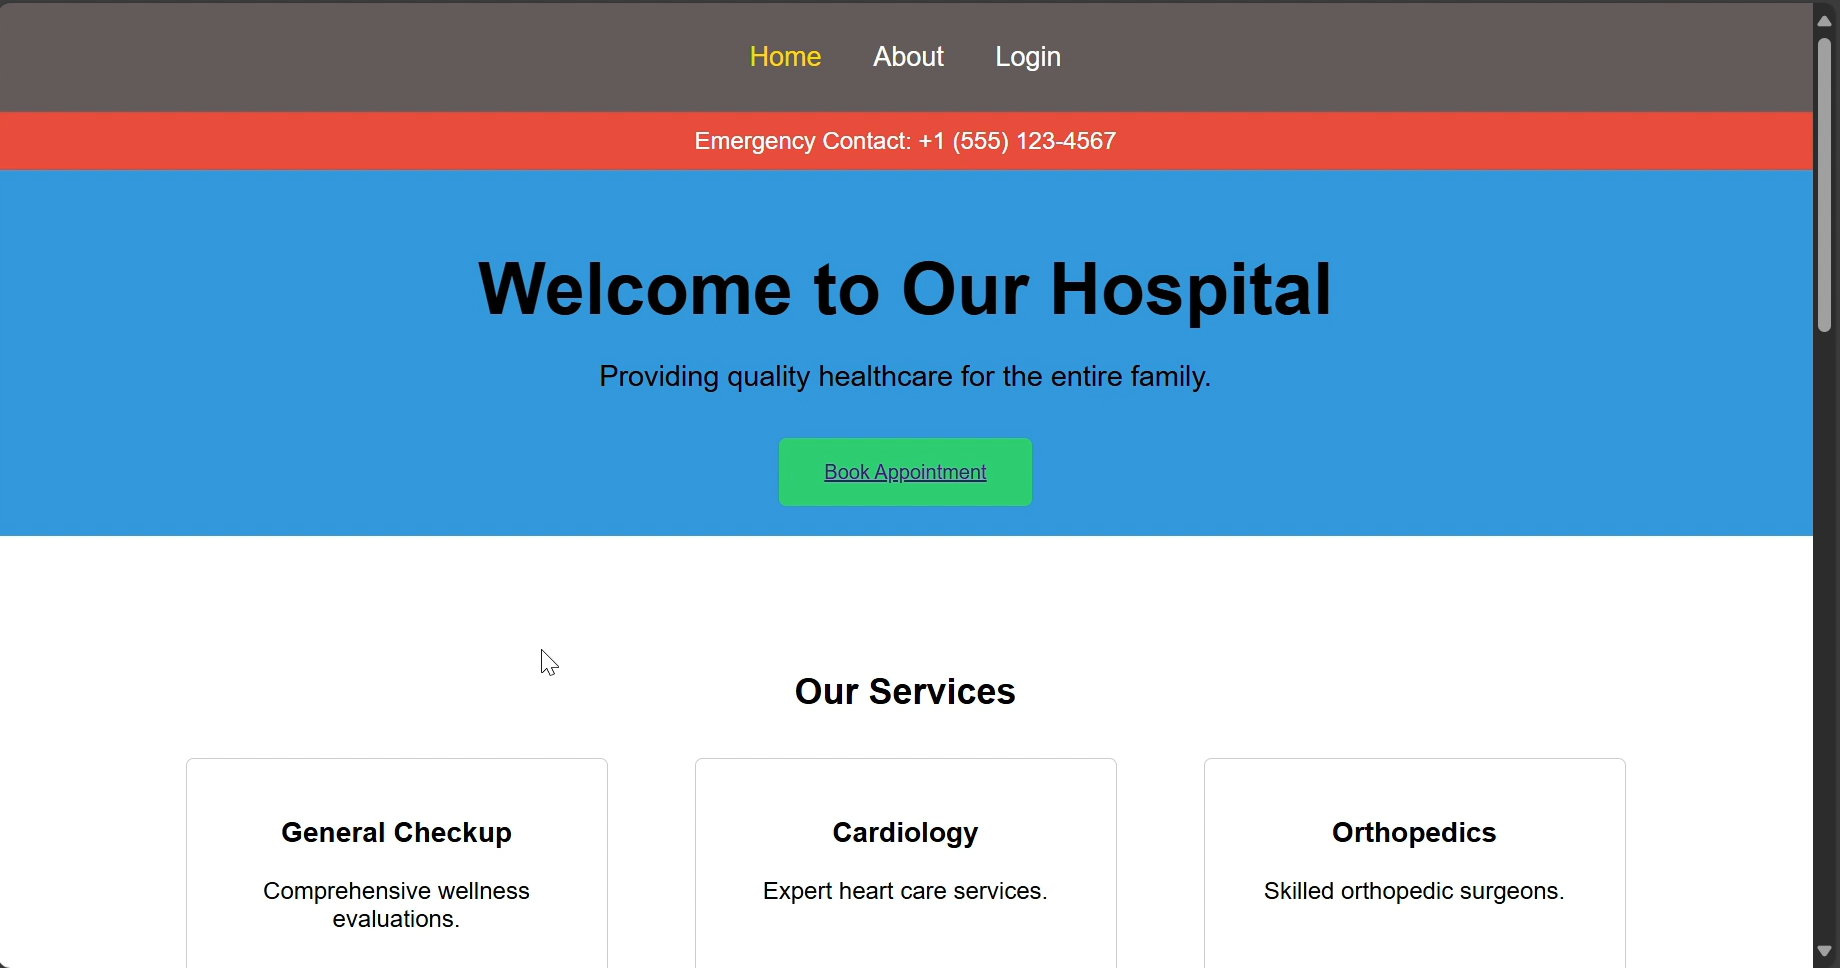 Home About Login
Emergency Contact: +1 (555) 123-4567
Welcome to Our Hospital
Providing quality healthcare for the entire family.
Book Appointment
Our Services
General Checkup
Comprehensive wellness
evaluations.
Cardiology
Expert heart care services.
Orthopedics
Skilled orthopedic surgeons.